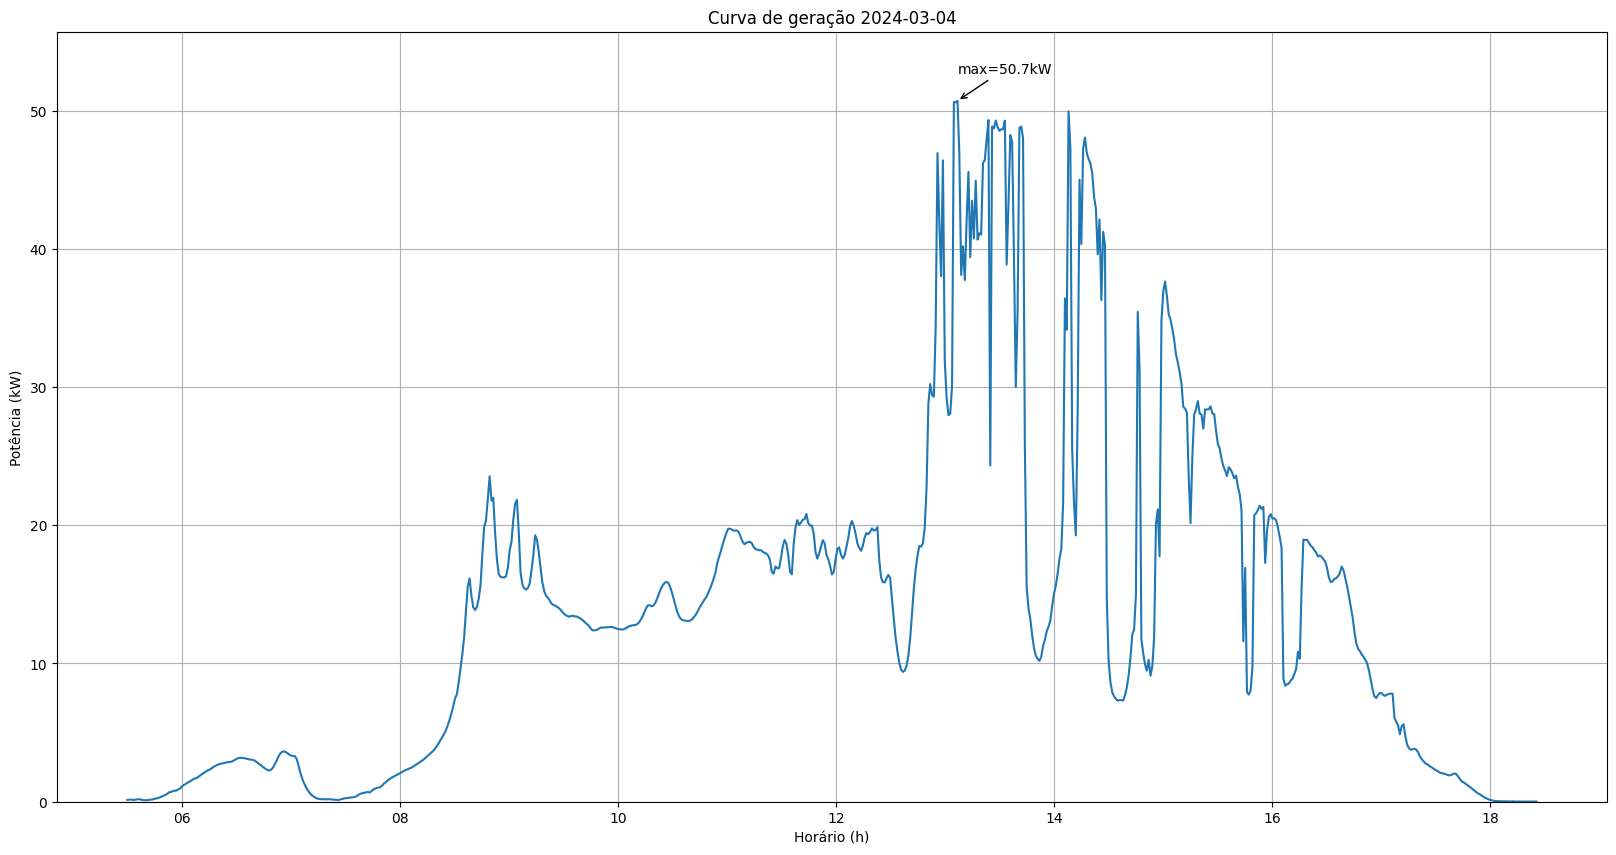 Curva de geração 2024-03-04
max=50.7kW
50
40
30
20
10
0
Potência (kW)
06 08 10 12 14 16 18
Horário (h)